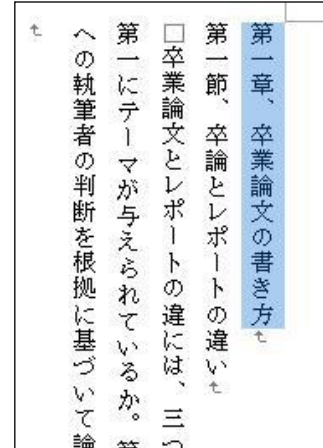 第一章、卒業論文の書き方
第一節、卒論とレポートの違い
□卒業論文とレポートの違には、三つ
第一にテーマが与えられているか。第
への執筆者の判断を根拠に基づいて論